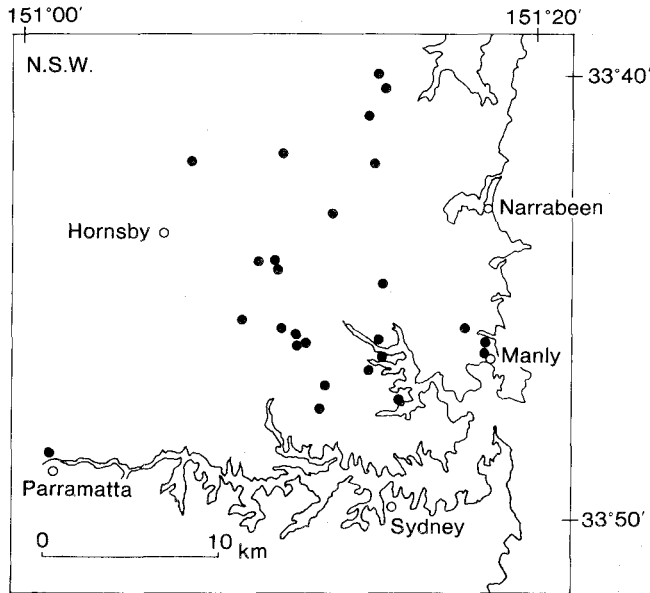 151°00′
151°20′
N.S.W.
33°40′
Narrabeen
Hornsby
Manly
Parramatta
Sydney
33°50′
0 10
km